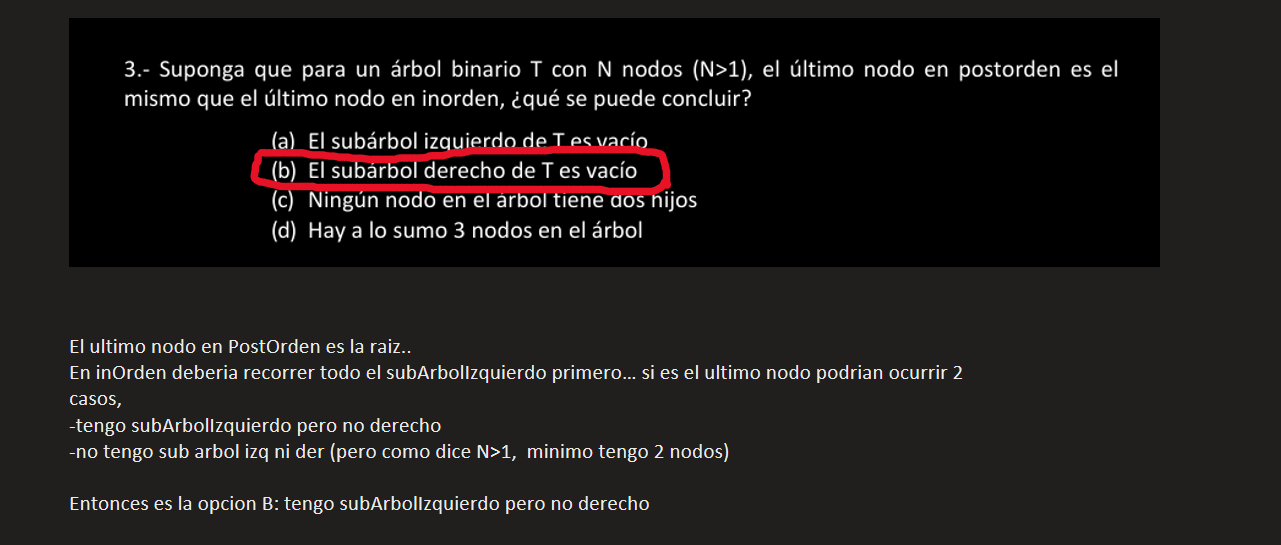 3.- Suponga que para un árbol binario T con N nodos (N>1), el último nodo en postorden es el
mismo que el último nodo en inorden, ¿qué se puede concluir?
(a) El subárbol izquierdo de T es vacío
(b) El subárbol derecho de T es vacío
(c) Ningún nodo en el árbol tiene dos hijos
(d) Hay a lo sumo 3 nodos en el árbol
El ultimo nodo en PostOrden es la raiz..
En inOrden deberia recorrer todo el subArbolIzquierdo primero... si es el ultimo nodo podrian ocurrir 2
casos,
-tengo subArbolIzquierdo pero no derecho
-no tengo sub arbol izq ni der (pero como dice N>1, minimo tengo 2 nodos)
Entonces es la opcion B: tengo subArbolIzquierdo pero no derecho